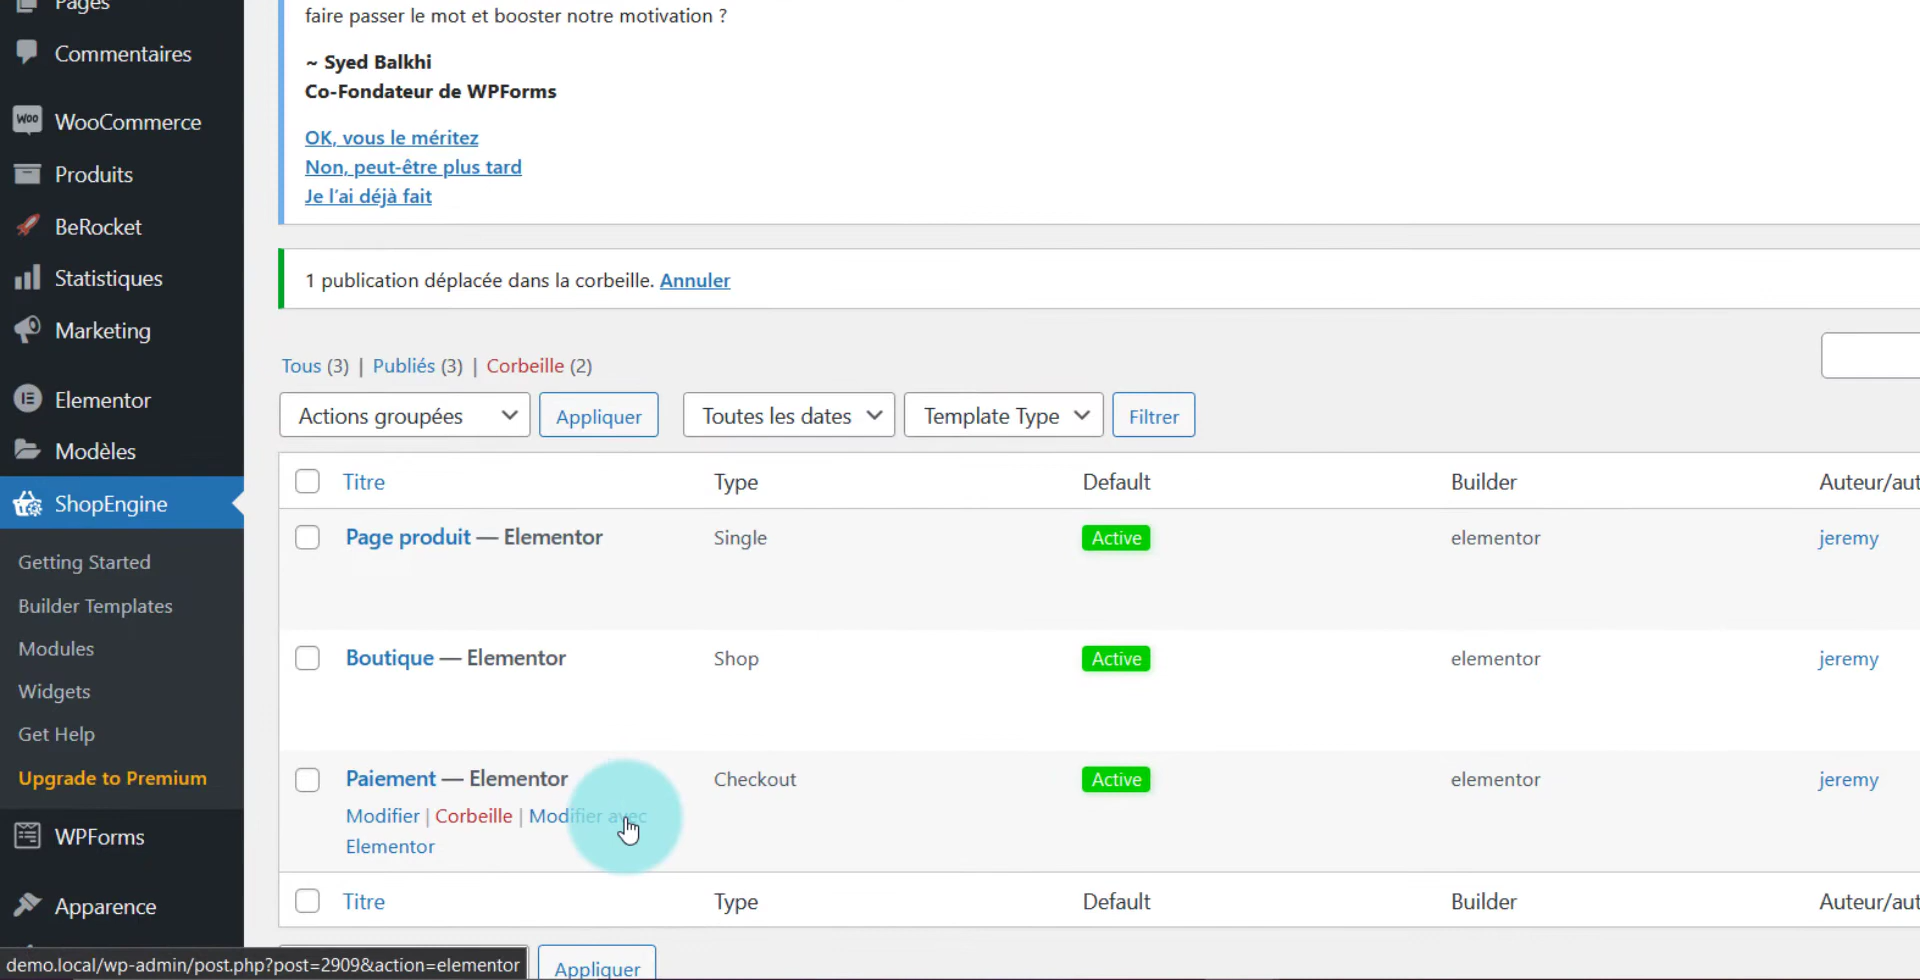 Pages
Commentaires
WooCommerce
Produits
BeRocket
Statistiques
Marketing
Elementor
Modèles
ShopEngine
Getting Started
Builder Templates
Modules
Widgets
Get Help
Upgrade to Premium
WPForms
Apparence
faire passer le mot et booster notre motivation ?
~ Syed Balkhi
Co-Fondateur de WPForms
OK, vous le méritez
Non, peut-être plus tard
Je l'ai déjà fait
1 publication déplacée dans la corbeille. Annuler
Tous (3) | Publiés (3) | Corbeille (2)
Actions groupées Appliquer Toutes les dates Template Type Filtrer
Titre Type Default Builder Auteur/aut
Page produit — Elementor Single Active elementor jeremy
Boutique — Elementor Shop Active elementor jeremy
Paiement — Elementor Checkout Active elementor jeremy
Modifier | Corbeille | Modifier avec
Elementor
Titre Type Default Builder Auteur/aut
Appliquer
demo.local/wp-admin/post.php?post=2909&action=elementor